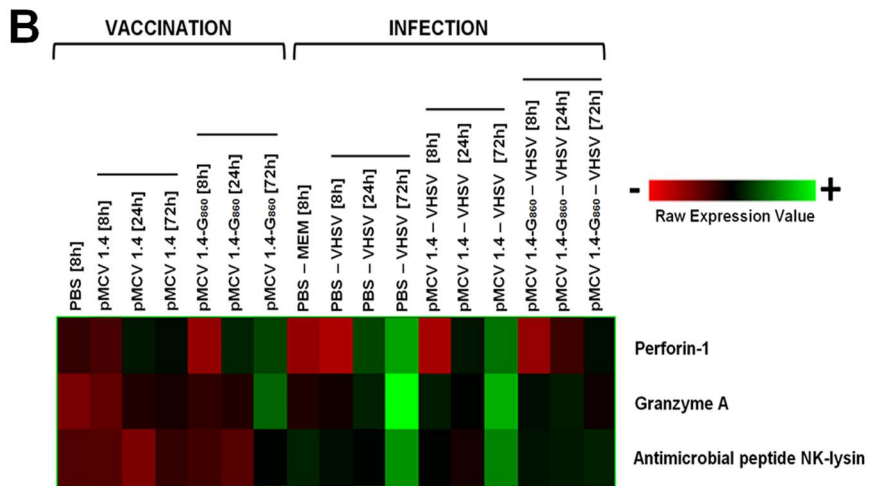 B
VACCINATION
INFECTION
PBS [8h]
pMCV 1.4 [8h]
pMCV 1.4 [24h]
pMCV 1.4 [72h]
pMCV 1.4-G860 [8h]
pMCV 1.4-G860 [24h]
pMCV 1.4-G860 [72h]
PBS – MEM [8h]
PBS – VHSV [8h]
PBS – VHSV [24h]
PBS – VHSV [72h]
pMCV 1.4 – VHSV [8h]
pMCV 1.4 – VHSV [24h]
pMCV 1.4 – VHSV [72h]
pMCV 1.4-G860 – VHSV [8h]
pMCV 1.4-G860 – VHSV [24h]
pMCV 1.4-G860 – VHSV [72h]
- +
Raw Expression Value
Perforin-1
Granzyme A
Antimicrobial peptide NK-lysin